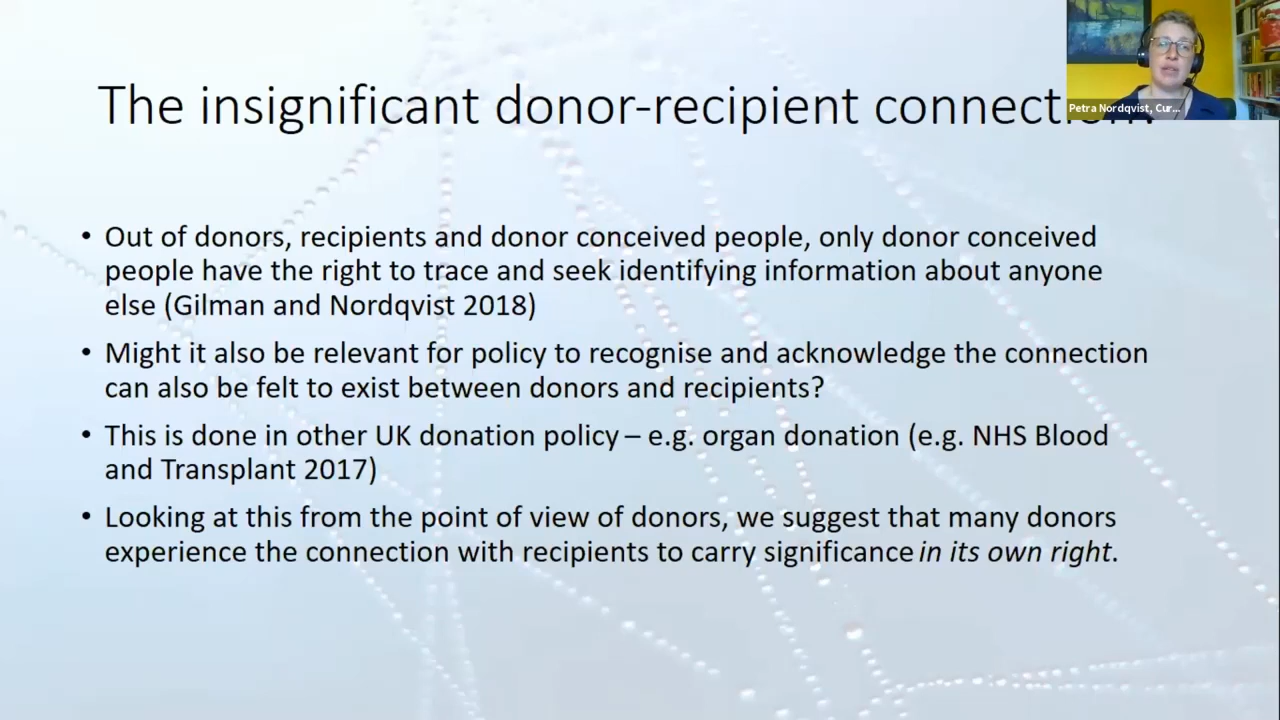 The insignificant donor-recipient connection?
Petra Nordqvist, Cur...
• Out of donors, recipients and donor conceived people, only donor conceived
people have the right to trace and seek identifying information about anyone
else (Gilman and Nordqvist 2018)
• Might it also be relevant for policy to recognise and acknowledge the connection
can also be felt to exist between donors and recipients?
• This is done in other UK donation policy – e.g. organ donation (e.g. NHS Blood
and Transplant 2017)
• Looking at this from the point of view of donors, we suggest that many donors
experience the connection with recipients to carry significance in its own right.